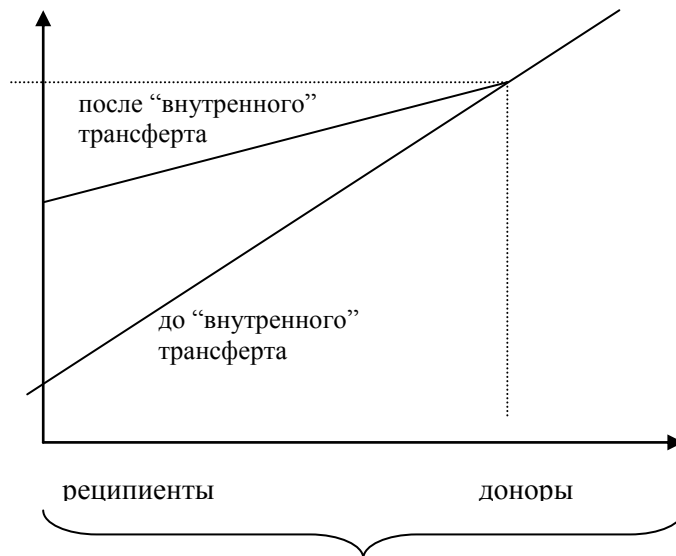 после “внутренного”
трансферта
до “внутренного”
трансферта
реципиенты
доноры